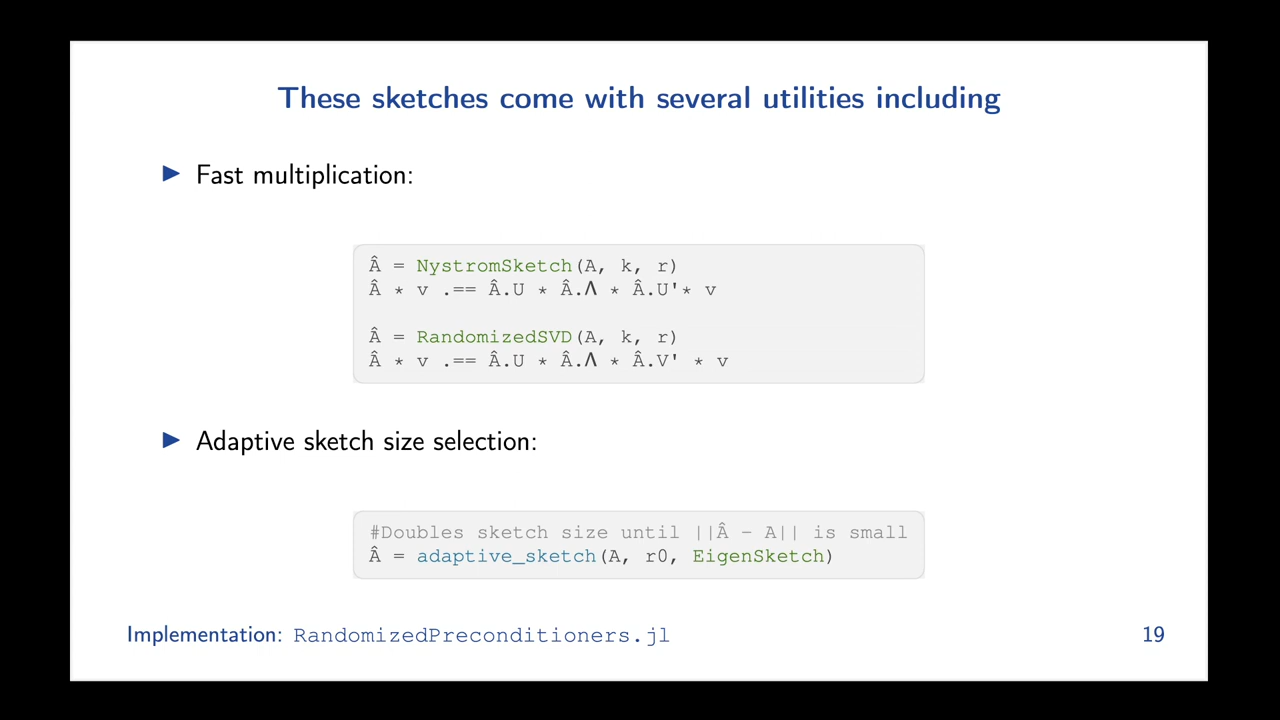 These sketches come with several utilities including
▶ Fast multiplication:
Â = NystromSketch(A, k, r)
Â * v .== Â.U * Â.Λ * Â.U'* v
Â = RandomizedSVD(A, k, r)
Â * v .== Â.U * Â.Λ * Â.V' * v
▶ Adaptive sketch size selection:
#Doubles sketch size until ||Â - A|| is small
Â = adaptive_sketch(A, r0, EigenSketch)
Implementation: RandomizedPreconditioners.jl 19